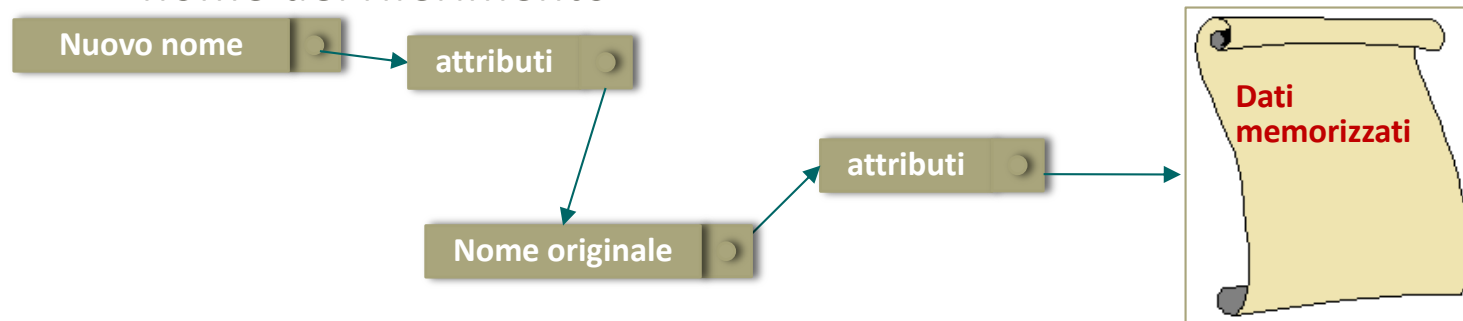 Nuovo nome
attributi
Dati
memorizzati
attributi
Nome originale